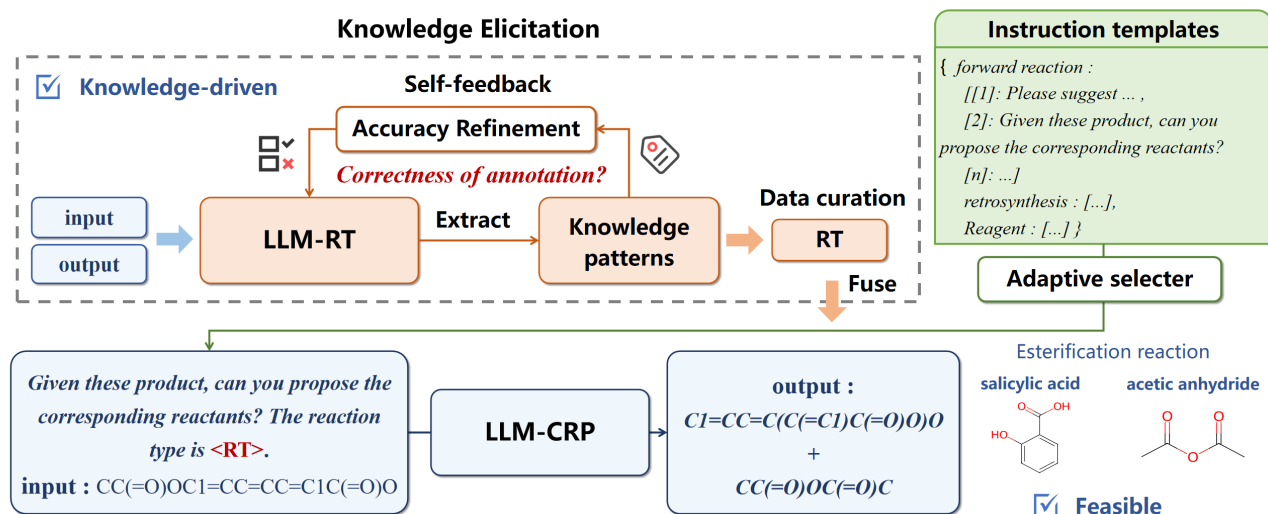 Knowledge Elicitation
Knowledge-driven
Self-feedback
Accuracy Refinement
Correctness of annotation?
input
output
LLM-RT
Extract
Knowledge
patterns
Data curation
RT
Fuse
Instruction templates
{ forward reaction :
[[1]: Please suggest ... ,
[2]: Given these product, can you
propose the corresponding reactants?
[n]: ...]
retrosynthesis : [...],
Reagent : [...] }
Adaptive selecter
Given these product, can you propose the
corresponding reactants? The reaction
type is <RT>.
input : CC(=O)OC1=CC=CC=C1C(=O)O
LLM-CRP
output :
C1=CC=C(C(=C1)C(=O)O)O
+
CC(=O)OC(=O)C
Esterification reaction
salicylic acid
acetic anhydride
O
OH
HO
O
O
O
Feasible